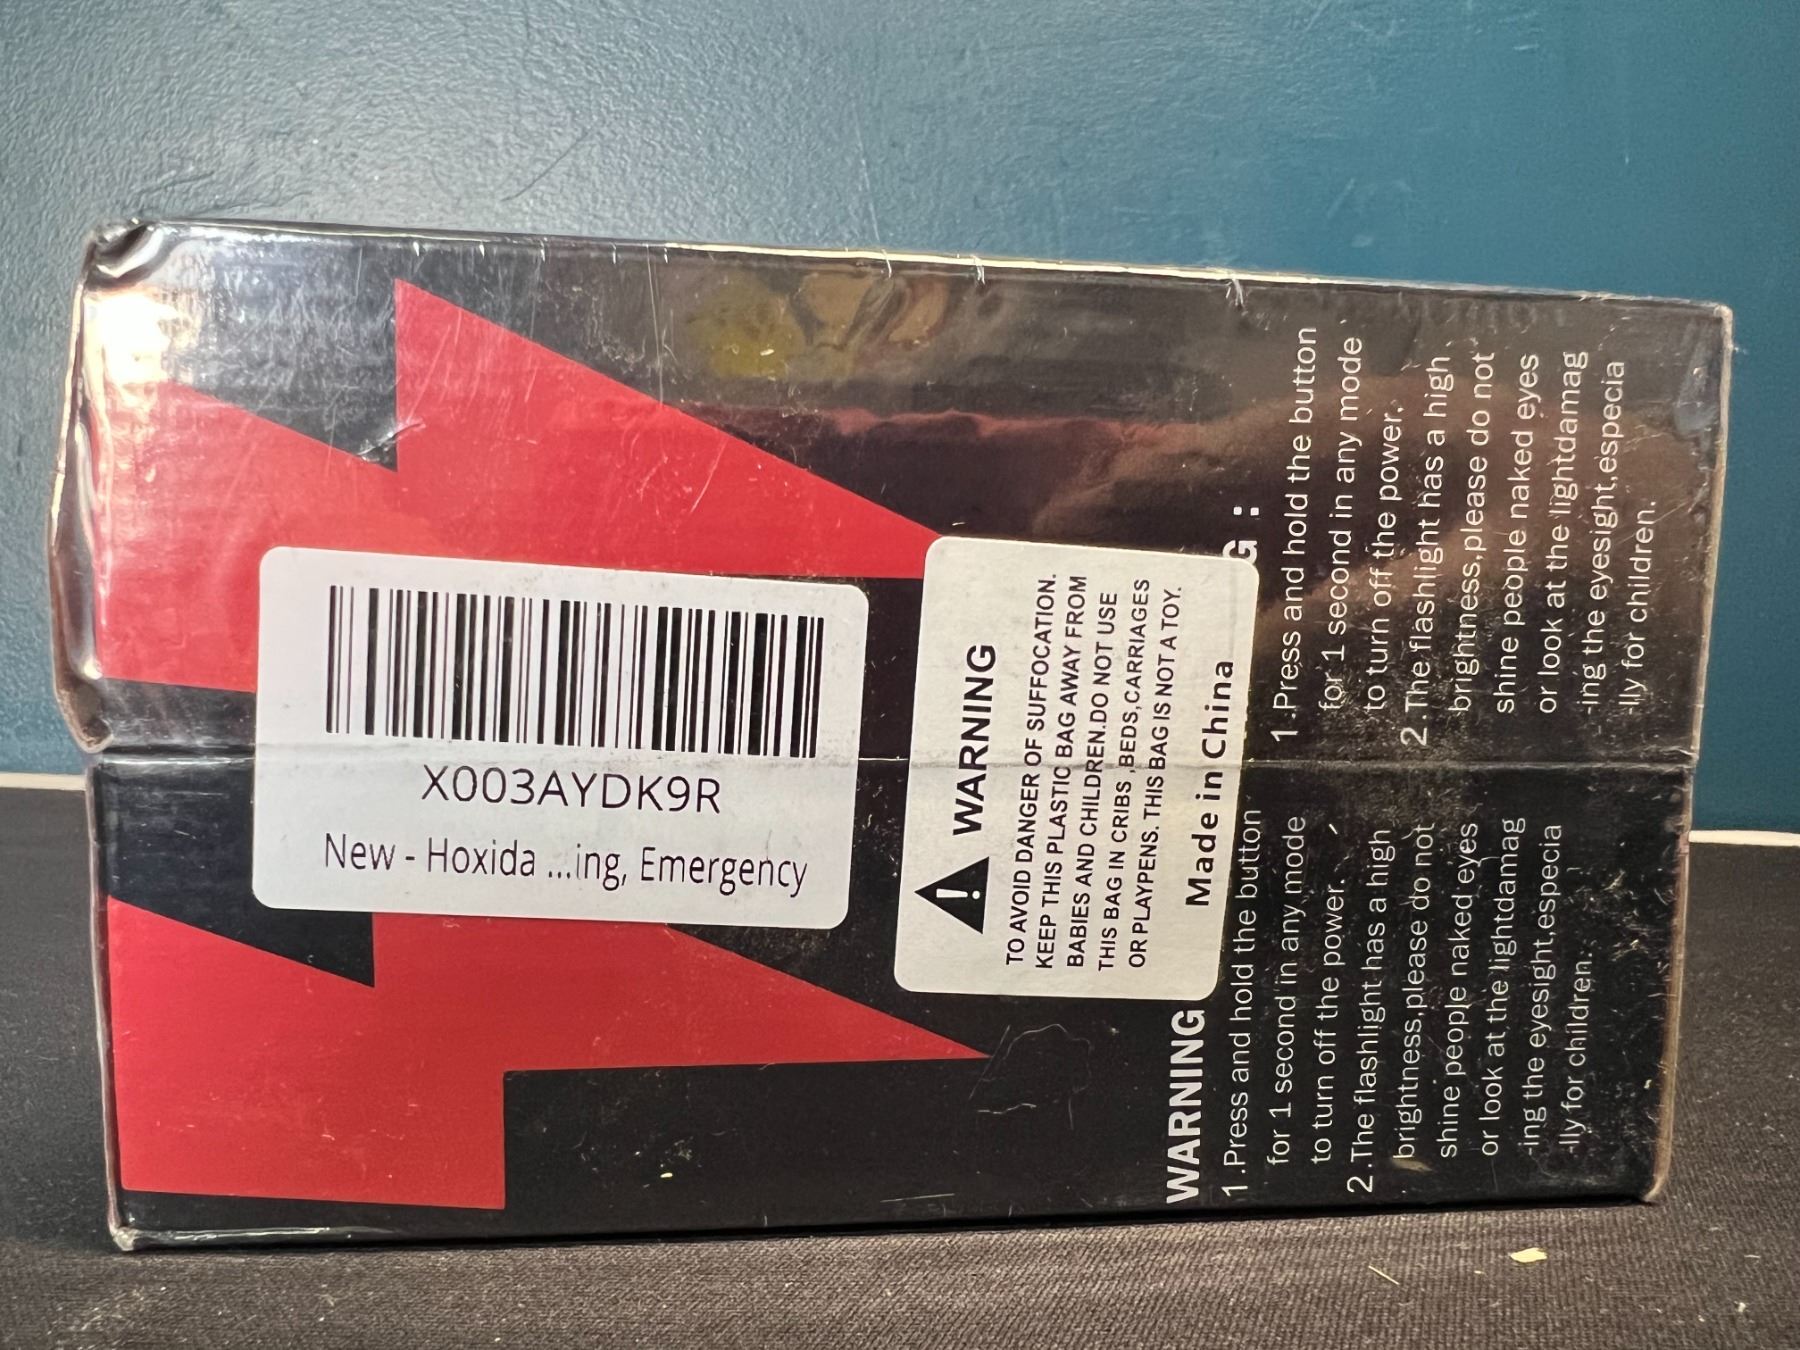 X003AYDK9R
New - Hoxida ...ing, Emergency
WARNING
TO AVOID DANGER OF SUFFOCATION.
KEEP THIS PLASTIC BAG AWAY FROM
BABIES AND CHILDREN.DO NOT USE
THIS BAG IN CRIBS ,BEDS,CARRIAGES
OR PLAYPENS. THIS BAG IS NOT A TOY.
Made in China
WARNING
1.Press and hold the button
for 1 second in any mode
to turn off the power.
2.The flashlight has a high
brightness,please do not
shine people naked eyes
or look at the lightdamag
-ing the eyesight,especia
-lly for children.
G:
1.Press and hold the button
for 1 second in any mode
to turn off the power.
2.The flashlight has a high
brightness,please do not
shine people naked eyes
or look at the lightdamag
-ing the eyesight,especia
-lly for children.